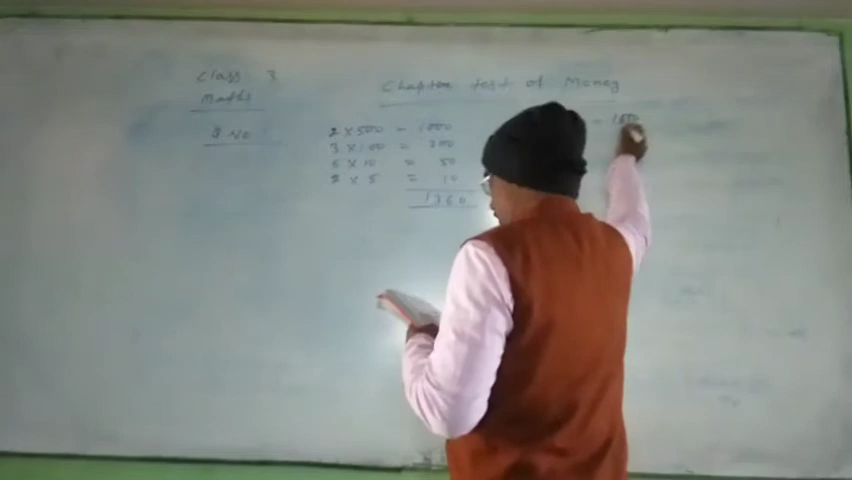 Class 3
Maths
Q No 1
Chapter test of Money
2 × 500 = 1000
3 × 100 = 300
5 × 10 = 50
2 × 5 = 10
1360
=